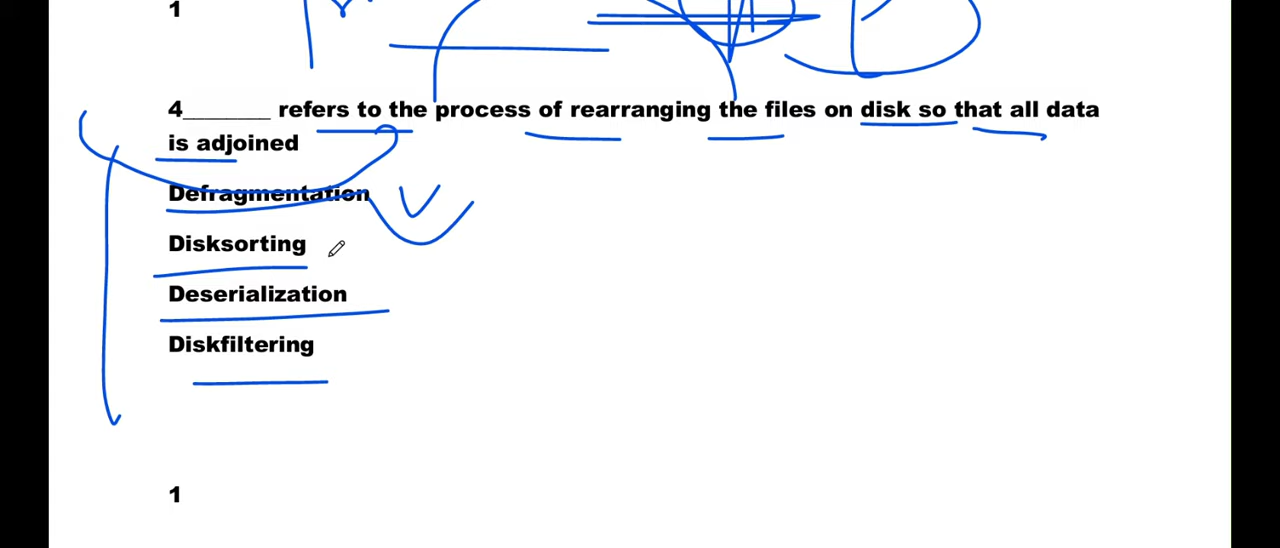 1
4________ refers to the process of rearranging the files on disk so that all data
is adjoined
Defragmentation
Disksorting
Deserialization
Diskfiltering
1